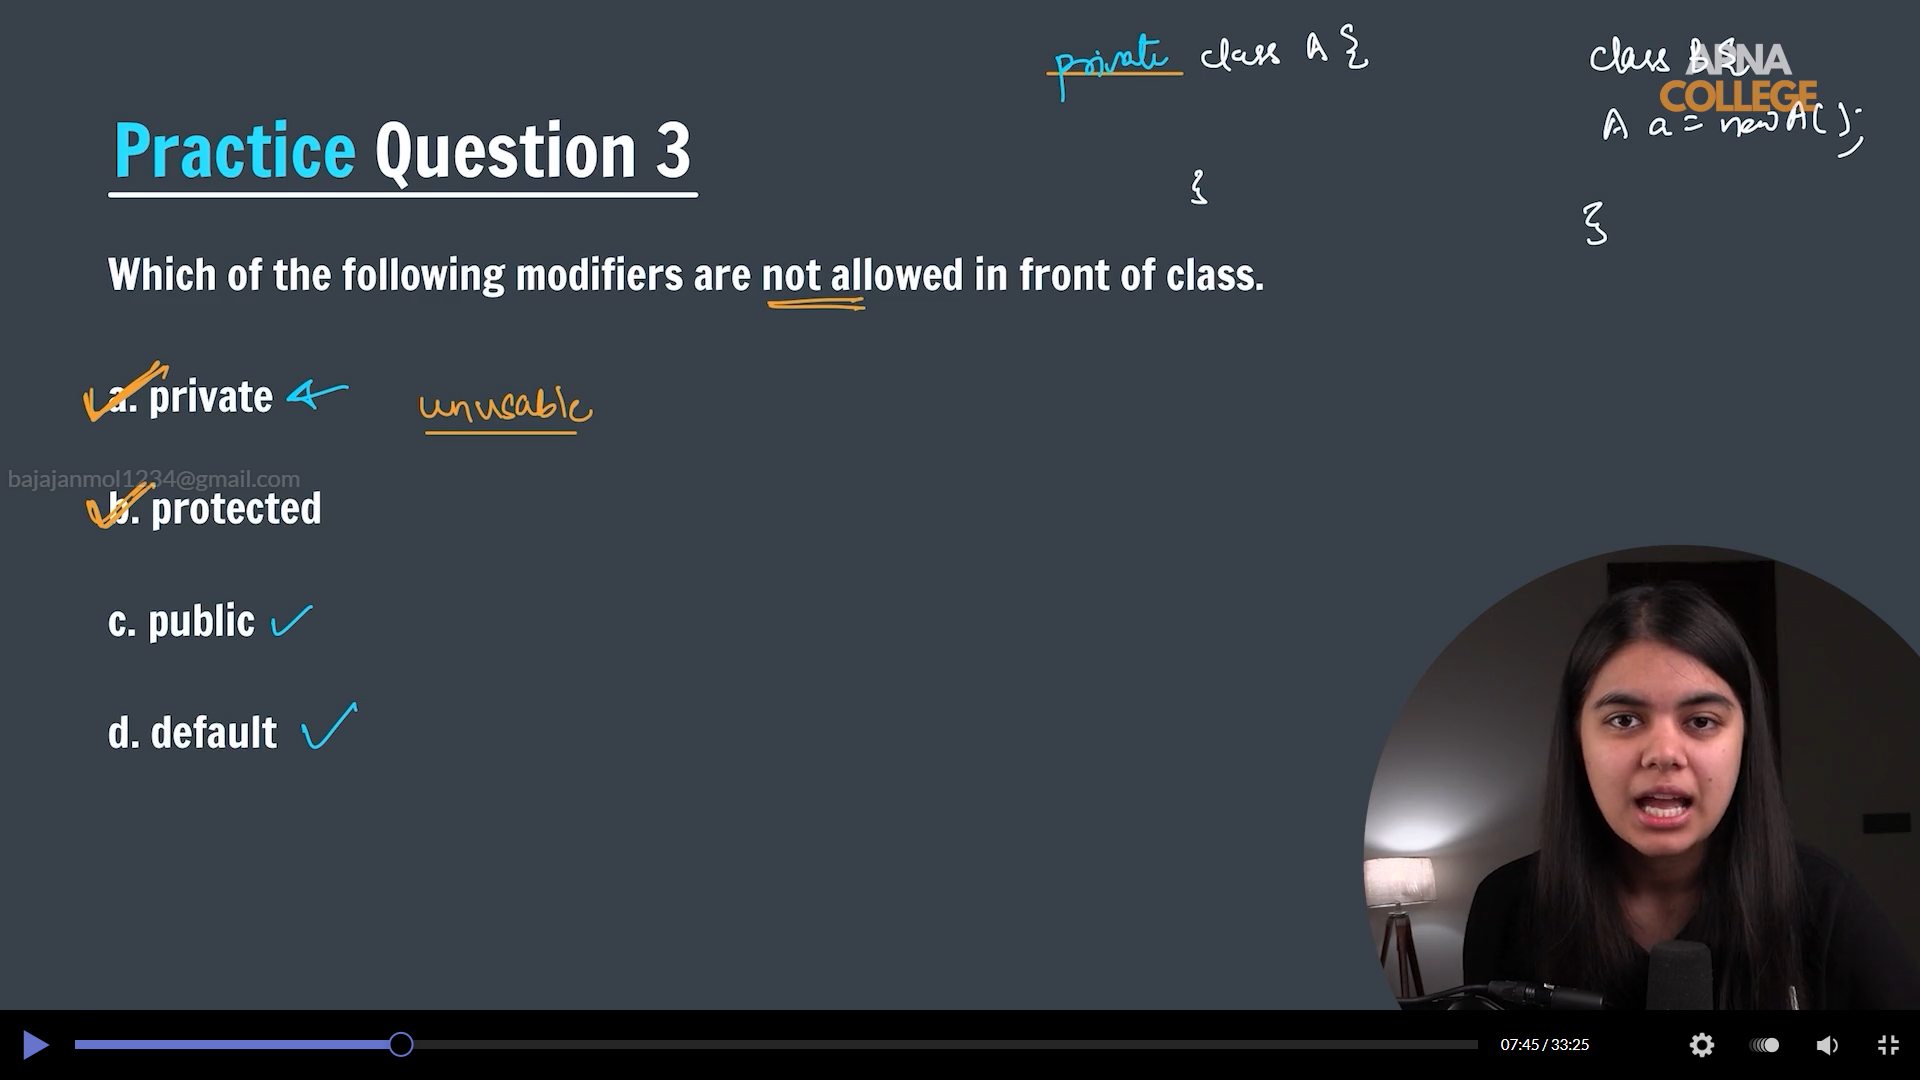 private class A {
}
class B {
A a = new A();
}
APNA
COLLEGE
Practice Question 3
Which of the following modifiers are not allowed in front of class.
a. private
unusable
bajajanmol1234@gmail.com
b. protected
c. public
d. default
07:45 / 33:25